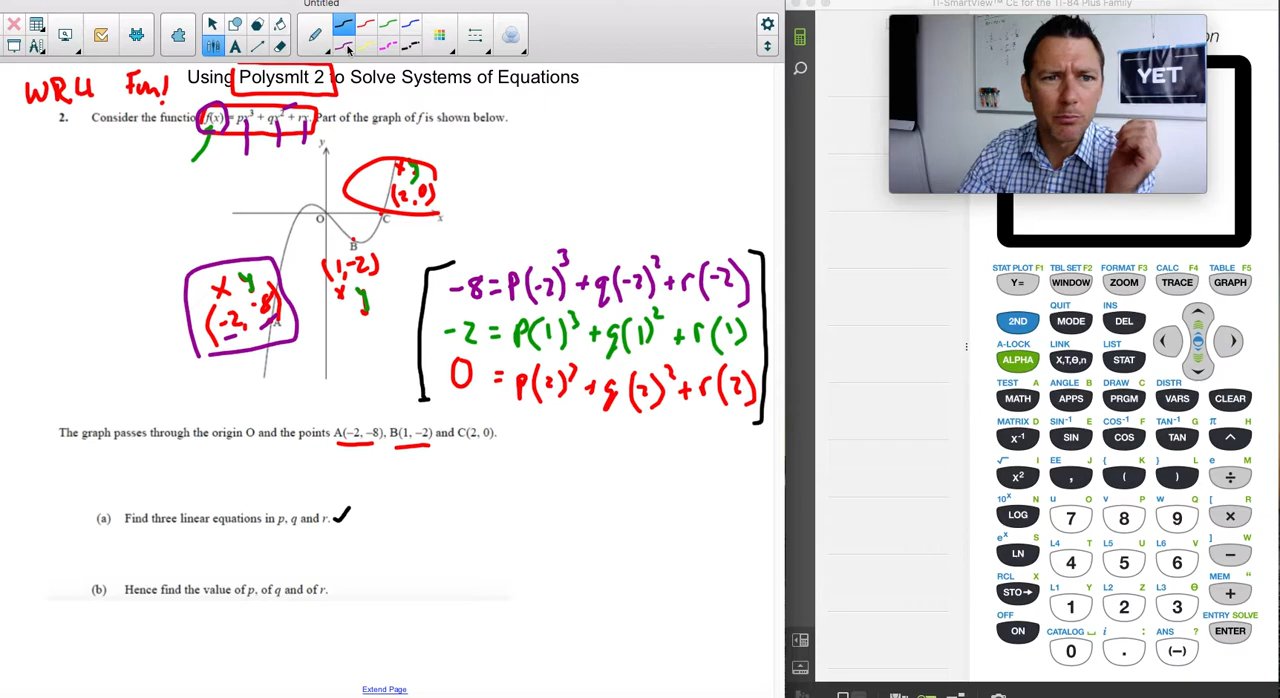 Untitled
TI-SmartView™ CE for the TI-84 Plus Family
YET
WR4 Fun!
Using Polysmlt 2 to Solve Systems of Equations
2. Consider the function f(x) = px³ + qx² + rx. Part of the graph of f is shown below.
y
x y
(2, 0)
O
C
x
B
(1, -2)
x y
x y
(-2, -8)
A
-8 = p(-2)³ + q(-2)² + r(-2)
-2 = p(1)³ + q(1)² + r(1)
0 = p(2)³ + q(2)² + r(2)
The graph passes through the origin O and the points A(−2, −8), B(1, −2) and C(2, 0).
(a) Find three linear equations in p, q and r. ✓
(b) Hence find the value of p, of q and of r.
Extend Page
STAT PLOT F1 TBL SET F2 FORMAT F3 CALC F4 TABLE F5
Y= WINDOW ZOOM TRACE GRAPH
QUIT INS
2ND MODE DEL
A-LOCK LINK LIST
ALPHA X,T,Θ,n STAT
TEST A ANGLE B DRAW C DISTR
MATH APPS PRGM VARS CLEAR
MATRIX D SIN⁻¹ E COS⁻¹ F TAN⁻¹ G π H
x⁻¹ SIN COS TAN ^
√ I EE J { K } L e M
x² , ( ) ÷
10ˣ N u O v P w Q [ R
LOG 7 8 9 ×
eˣ S L4 T L5 U L6 V ] W
LN 4 5 6 −
RCL X L1 Y L2 Z L3 θ MEM "
STO→ 1 2 3 +
OFF CATALOG ⎵ i : ANS ? ENTRY SOLVE
ON 0 . (−) ENTER